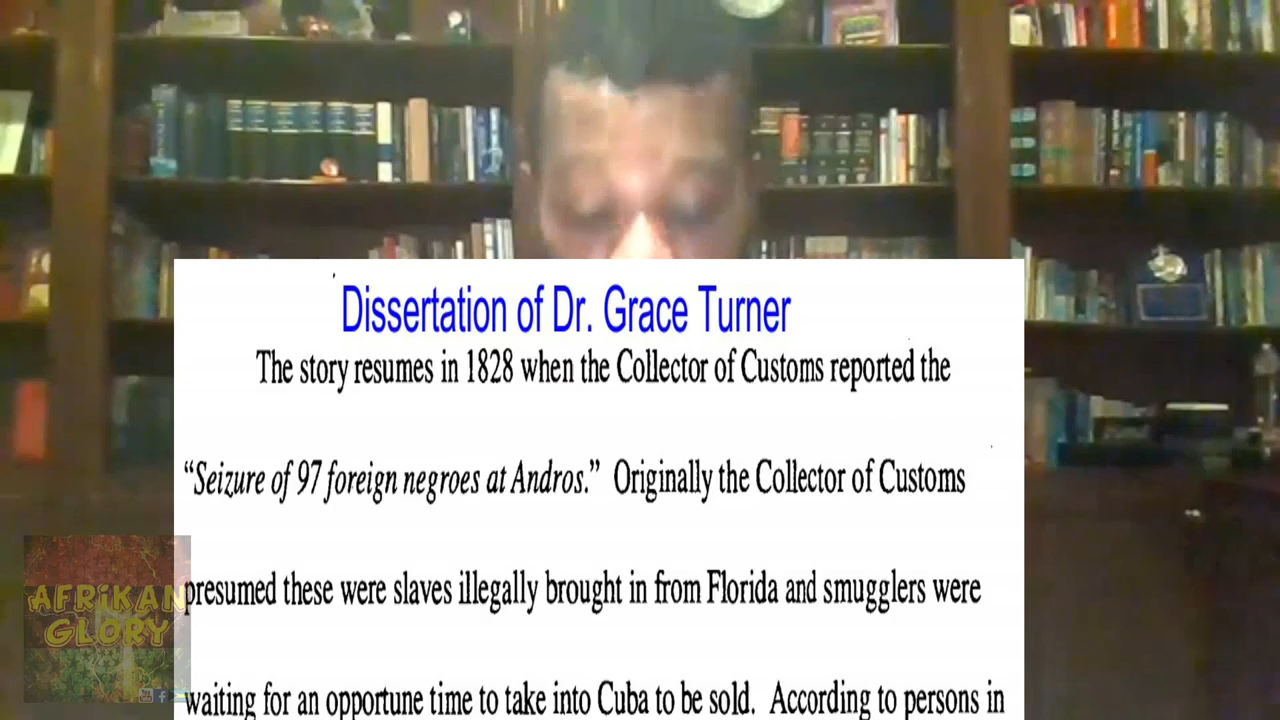 Dissertation of Dr. Grace Turner
The story resumes in 1828 when the Collector of Customs reported the
“Seizure of 97 foreign negroes at Andros.” Originally the Collector of Customs
presumed these were slaves illegally brought in from Florida and smugglers were
waiting for an opportune time to take into Cuba to be sold. According to persons in
AFRiKAN
GLORY